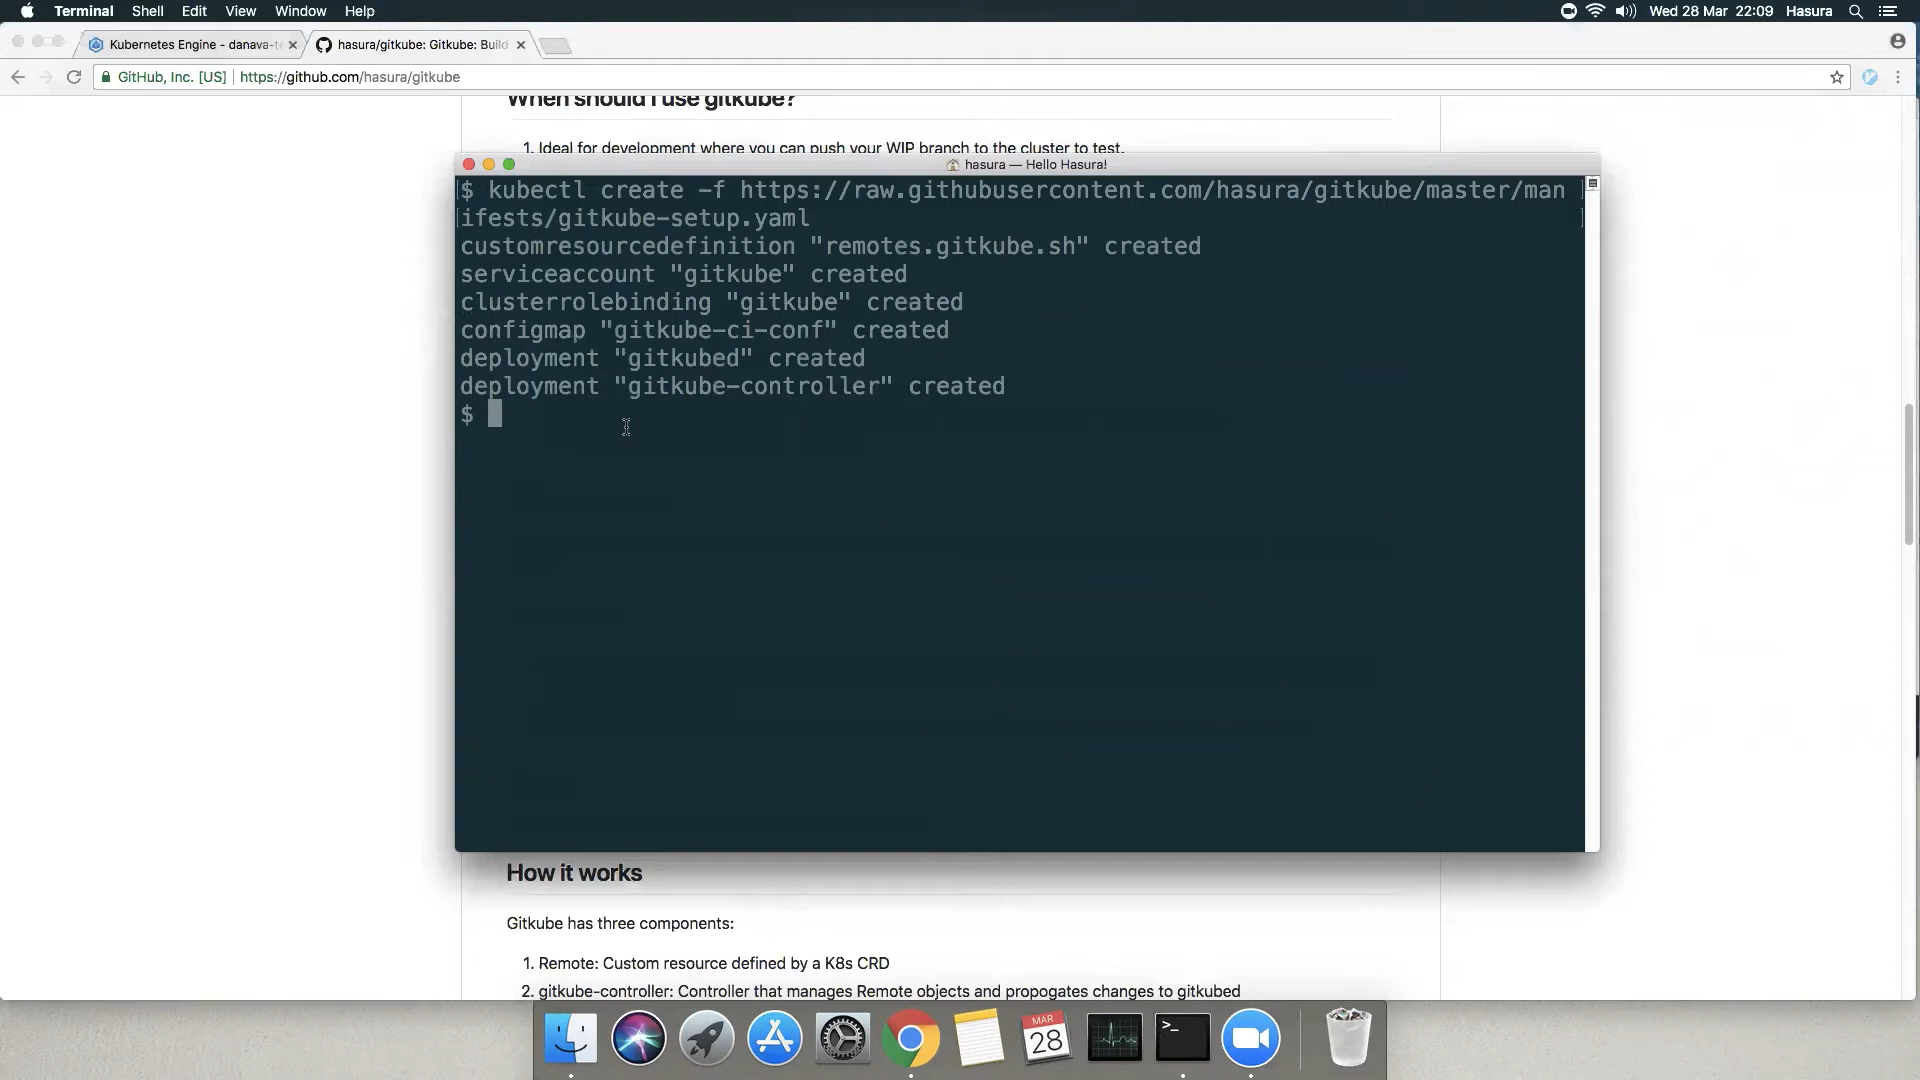 Terminal Shell Edit View Window Help Wed 28 Mar 22:09 Hasura
Kubernetes Engine - danava-te
hasura/gitkube: Gitkube: Build
GitHub, Inc. [US] https://github.com/hasura/gitkube
When should I use gitkube?
1. Ideal for development where you can push your WIP branch to the cluster to test.
hasura — Hello Hasura!
$ kubectl create -f https://raw.githubusercontent.com/hasura/gitkube/master/man
ifests/gitkube-setup.yaml
customresourcedefinition "remotes.gitkube.sh" created
serviceaccount "gitkube" created
clusterrolebinding "gitkube" created
configmap "gitkube-ci-conf" created
deployment "gitkubed" created
deployment "gitkube-controller" created
$
How it works
Gitkube has three components:
1. Remote: Custom resource defined by a K8s CRD
2. gitkube-controller: Controller that manages Remote objects and propogates changes to gitkubed
MAR
28
>_